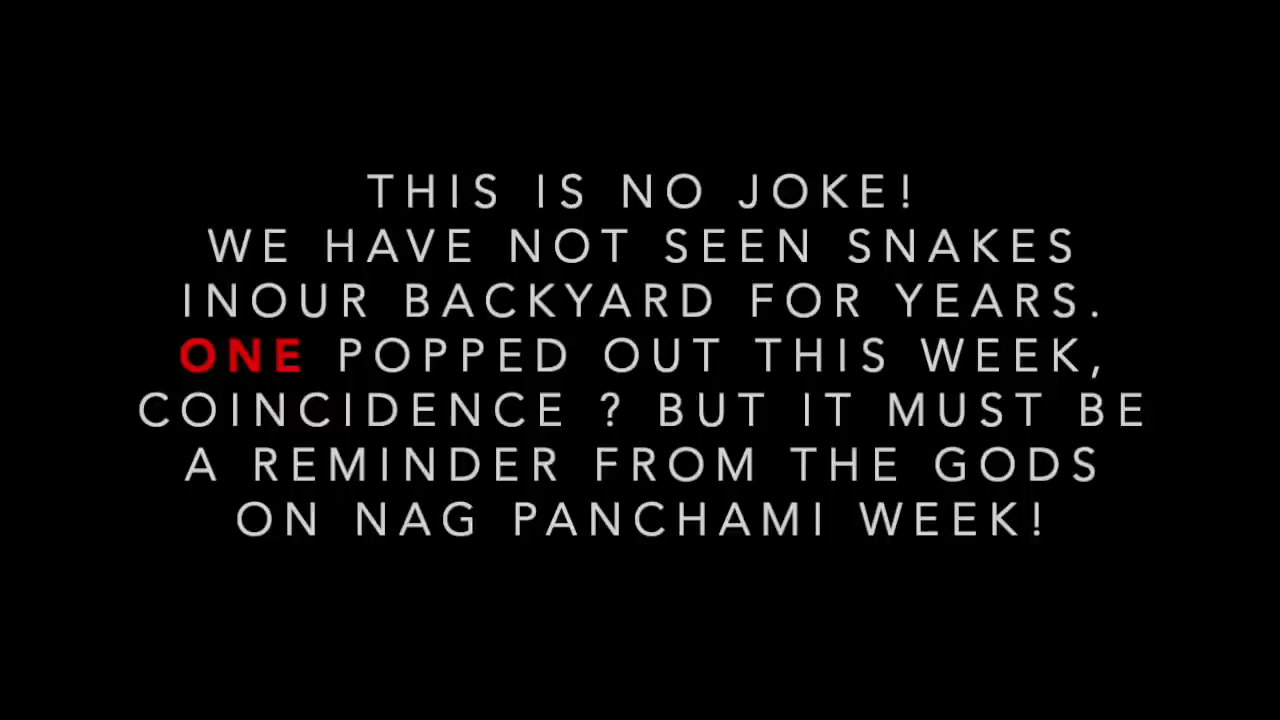 THIS IS NO JOKE!
WE HAVE NOT SEEN SNAKES
INOUR BACKYARD FOR YEARS.
ONE POPPED OUT THIS WEEK,
COINCIDENCE ? BUT IT MUST BE
A REMINDER FROM THE GODS
ON NAG PANCHAMI WEEK!